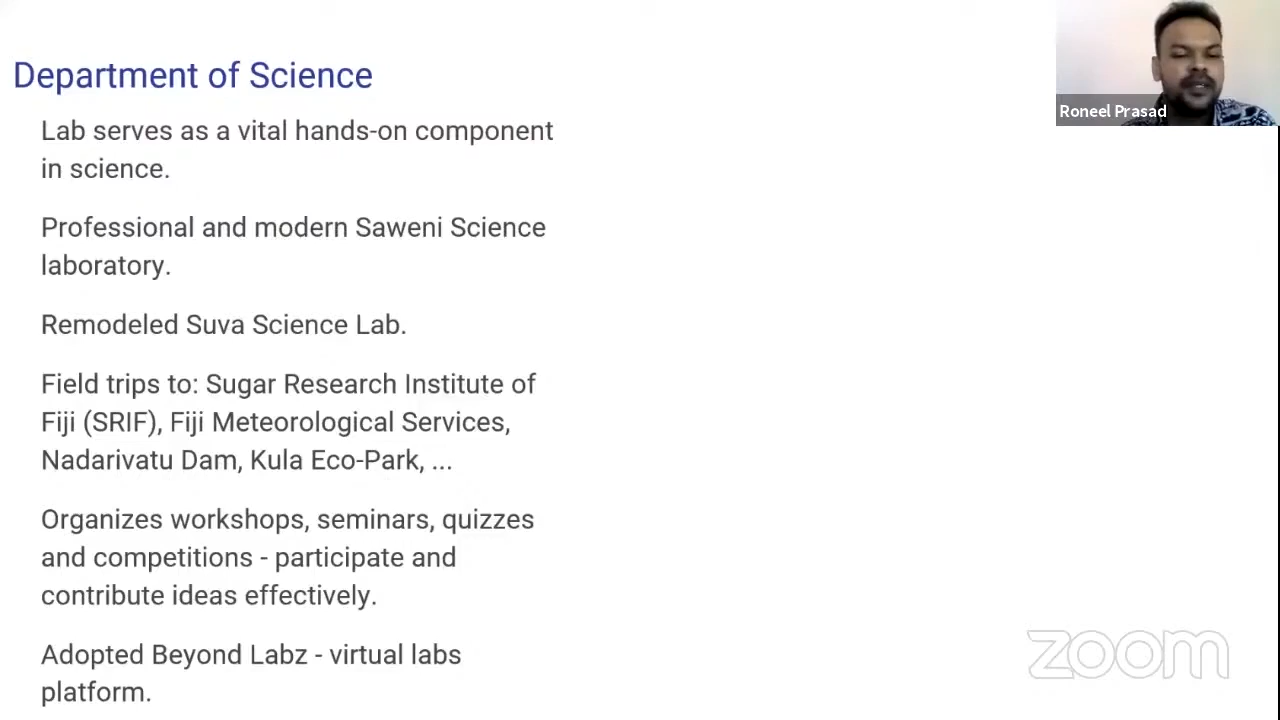 Department of Science
Lab serves as a vital hands-on component
in science.
Professional and modern Saweni Science
laboratory.
Remodeled Suva Science Lab.
Field trips to: Sugar Research Institute of
Fiji (SRIF), Fiji Meteorological Services,
Nadarivatu Dam, Kula Eco-Park, ...
Organizes workshops, seminars, quizzes
and competitions - participate and
contribute ideas effectively.
Adopted Beyond Labz - virtual labs
platform.
Roneel Prasad
zoom